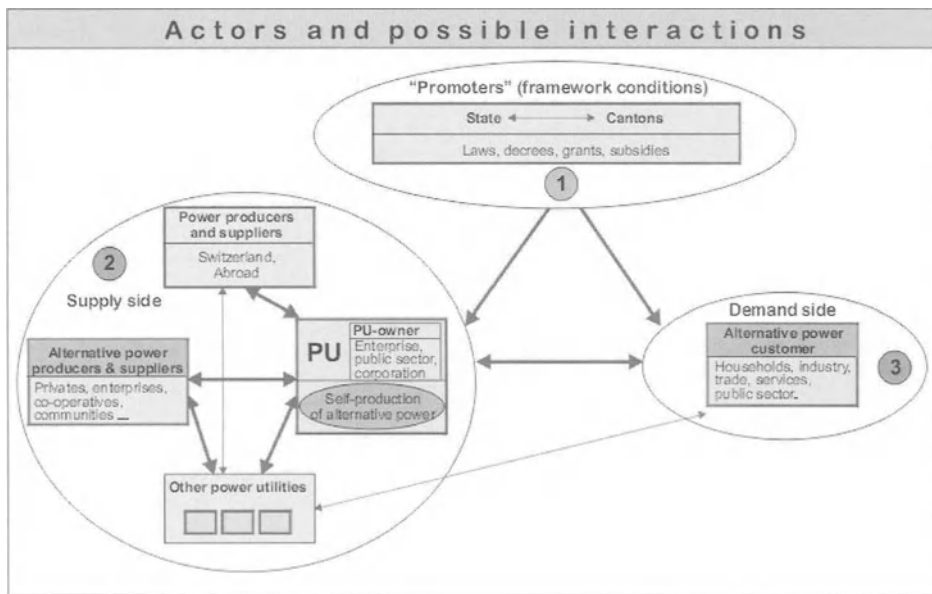 Actors and possible interactions
"Promoters" (framework conditions)
State
Cantons
Laws, decrees, grants, subsidies
1
Power producers
and suppliers
Switzerland,
Abroad
2
Supply side
PU
PU-owner
Enterprise,
public sector,
corporation
Self-production
of alternative power
Alternative power
producers & suppliers
Privates, enterprises,
co-operatives,
communities ...
Other power utilities
Demand side
Alternative power
customer
Households, industry,
trade, services,
public sector..
3